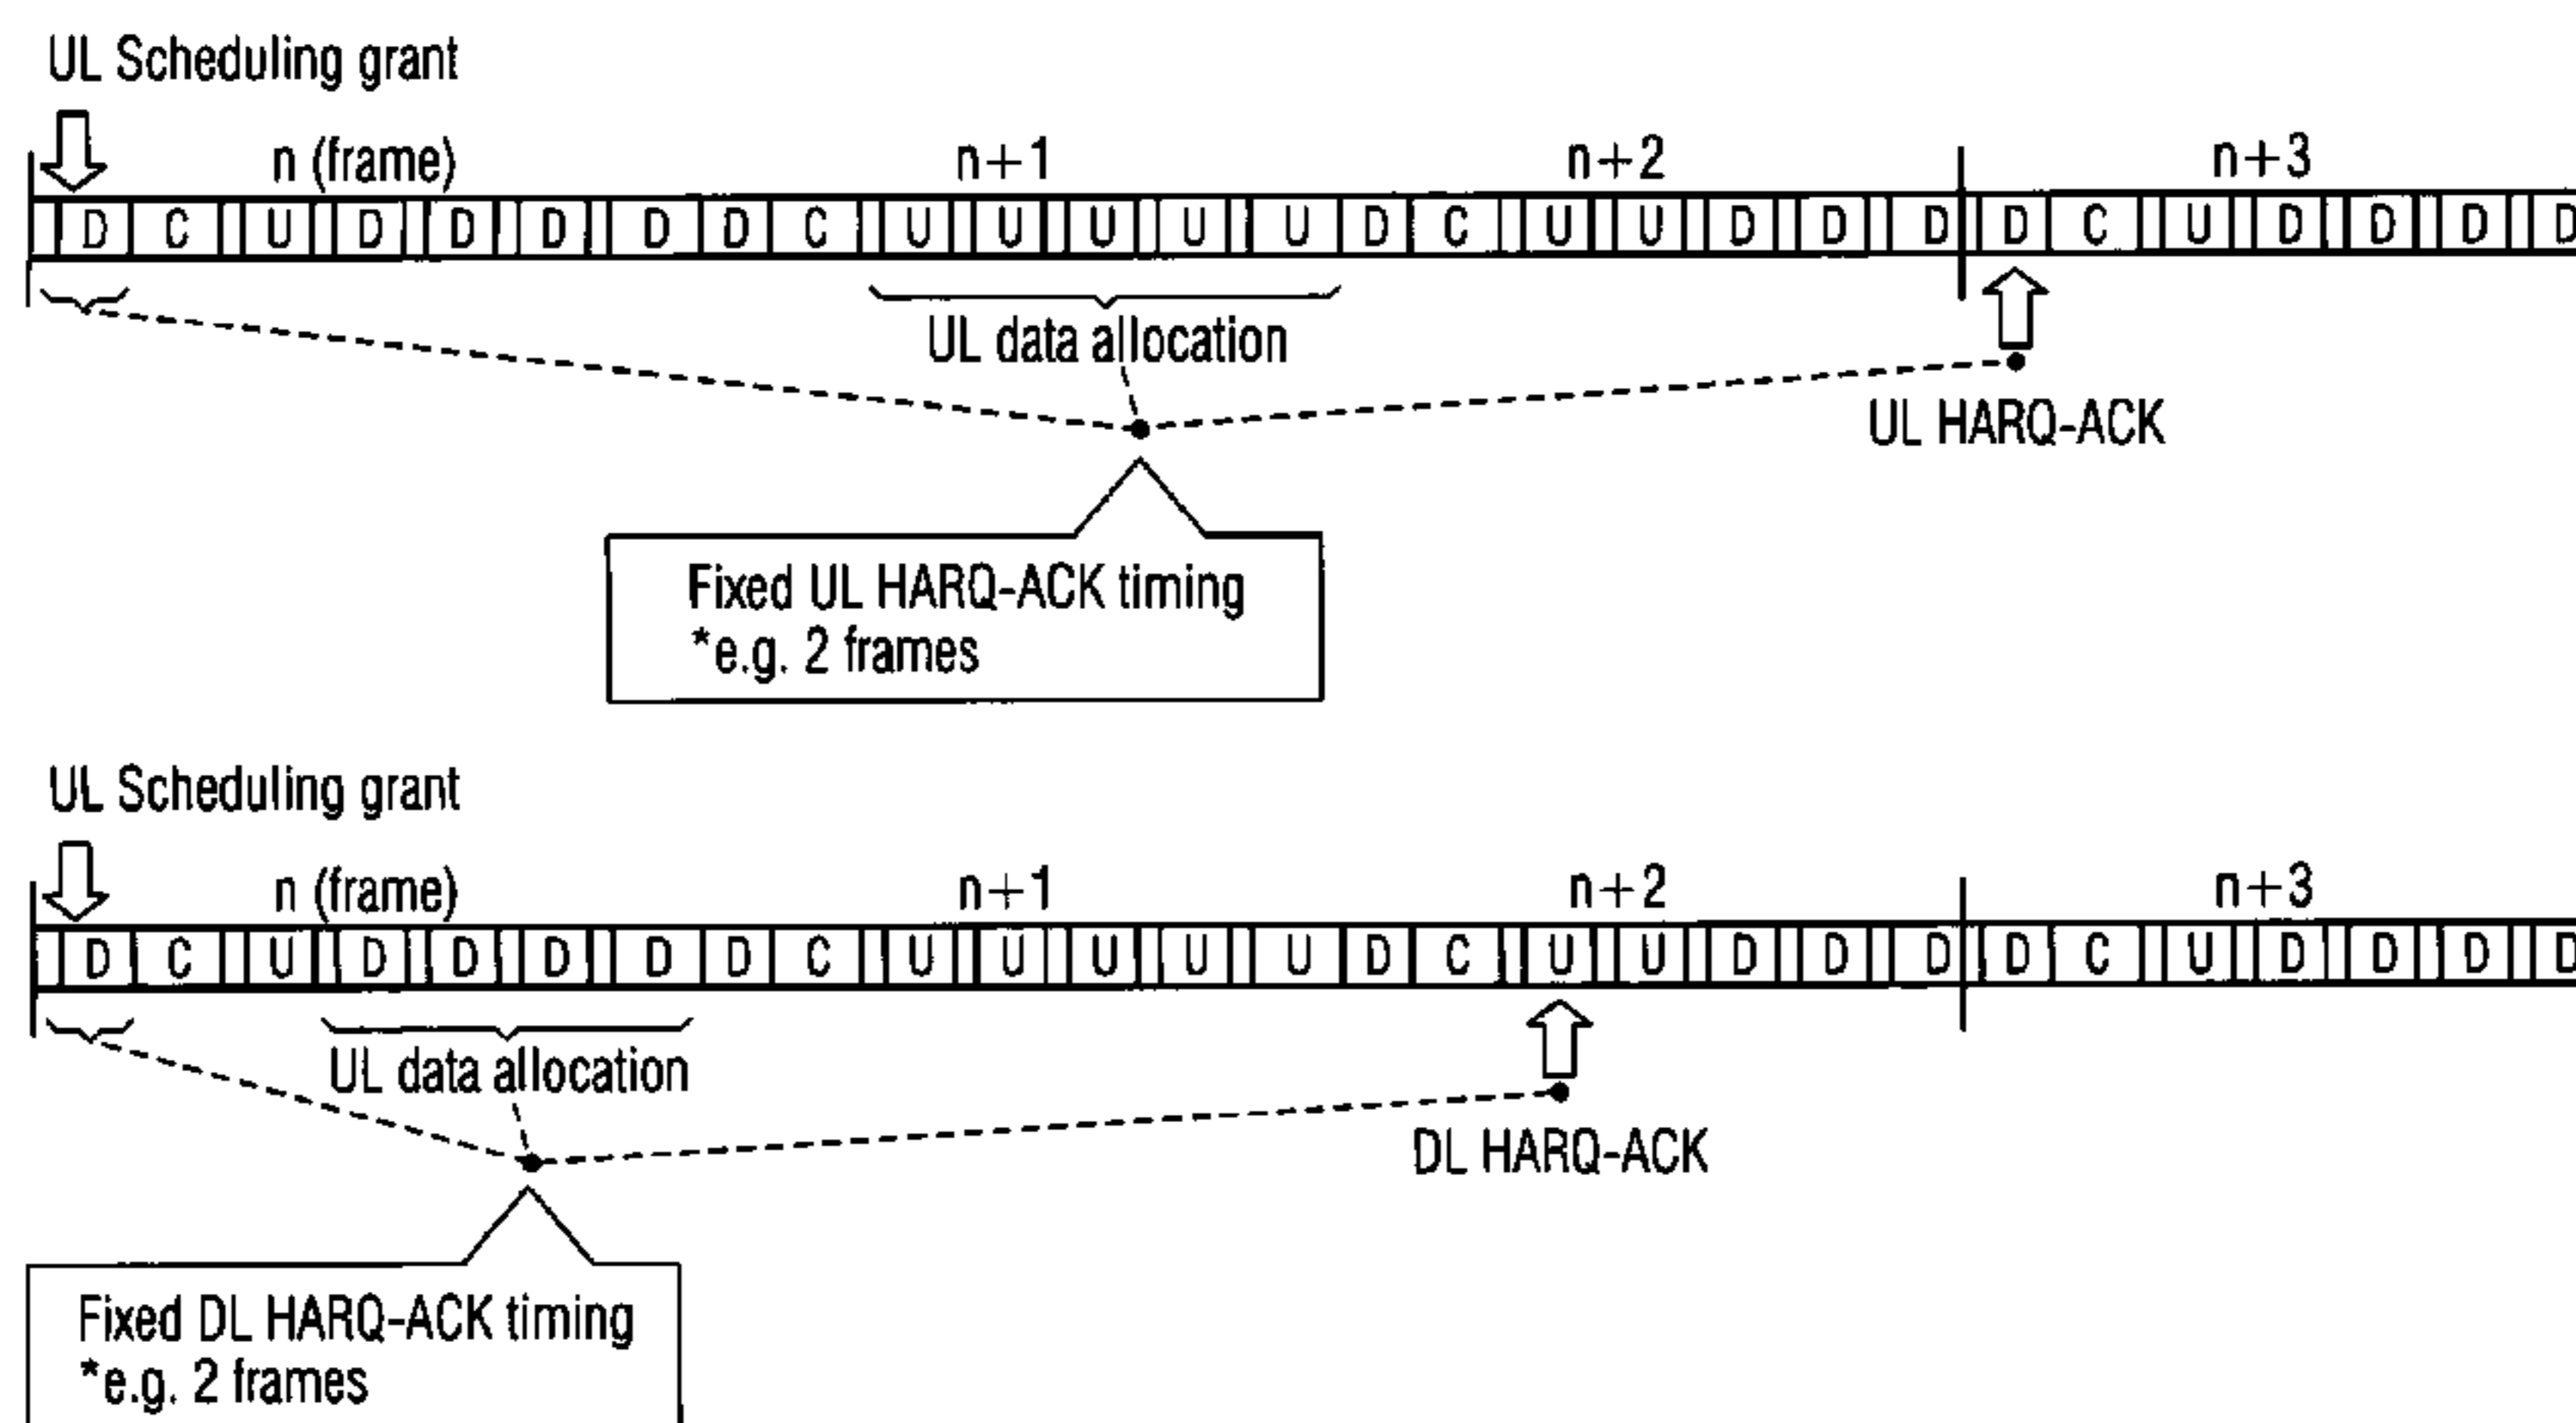 UL Scheduling grant
n (frame) n+1 n+2 n+3
D C U D D D D D C U U U U U D C U U D D D D C U D D D D
UL data allocation
UL HARQ-ACK
Fixed UL HARQ-ACK timing
*e.g. 2 frames
UL Scheduling grant
n (frame) n+1 n+2 n+3
D C U D D D D D C U U U U U D C U U D D D D C U D D D D
UL data allocation
DL HARQ-ACK
Fixed DL HARQ-ACK timing
*e.g. 2 frames